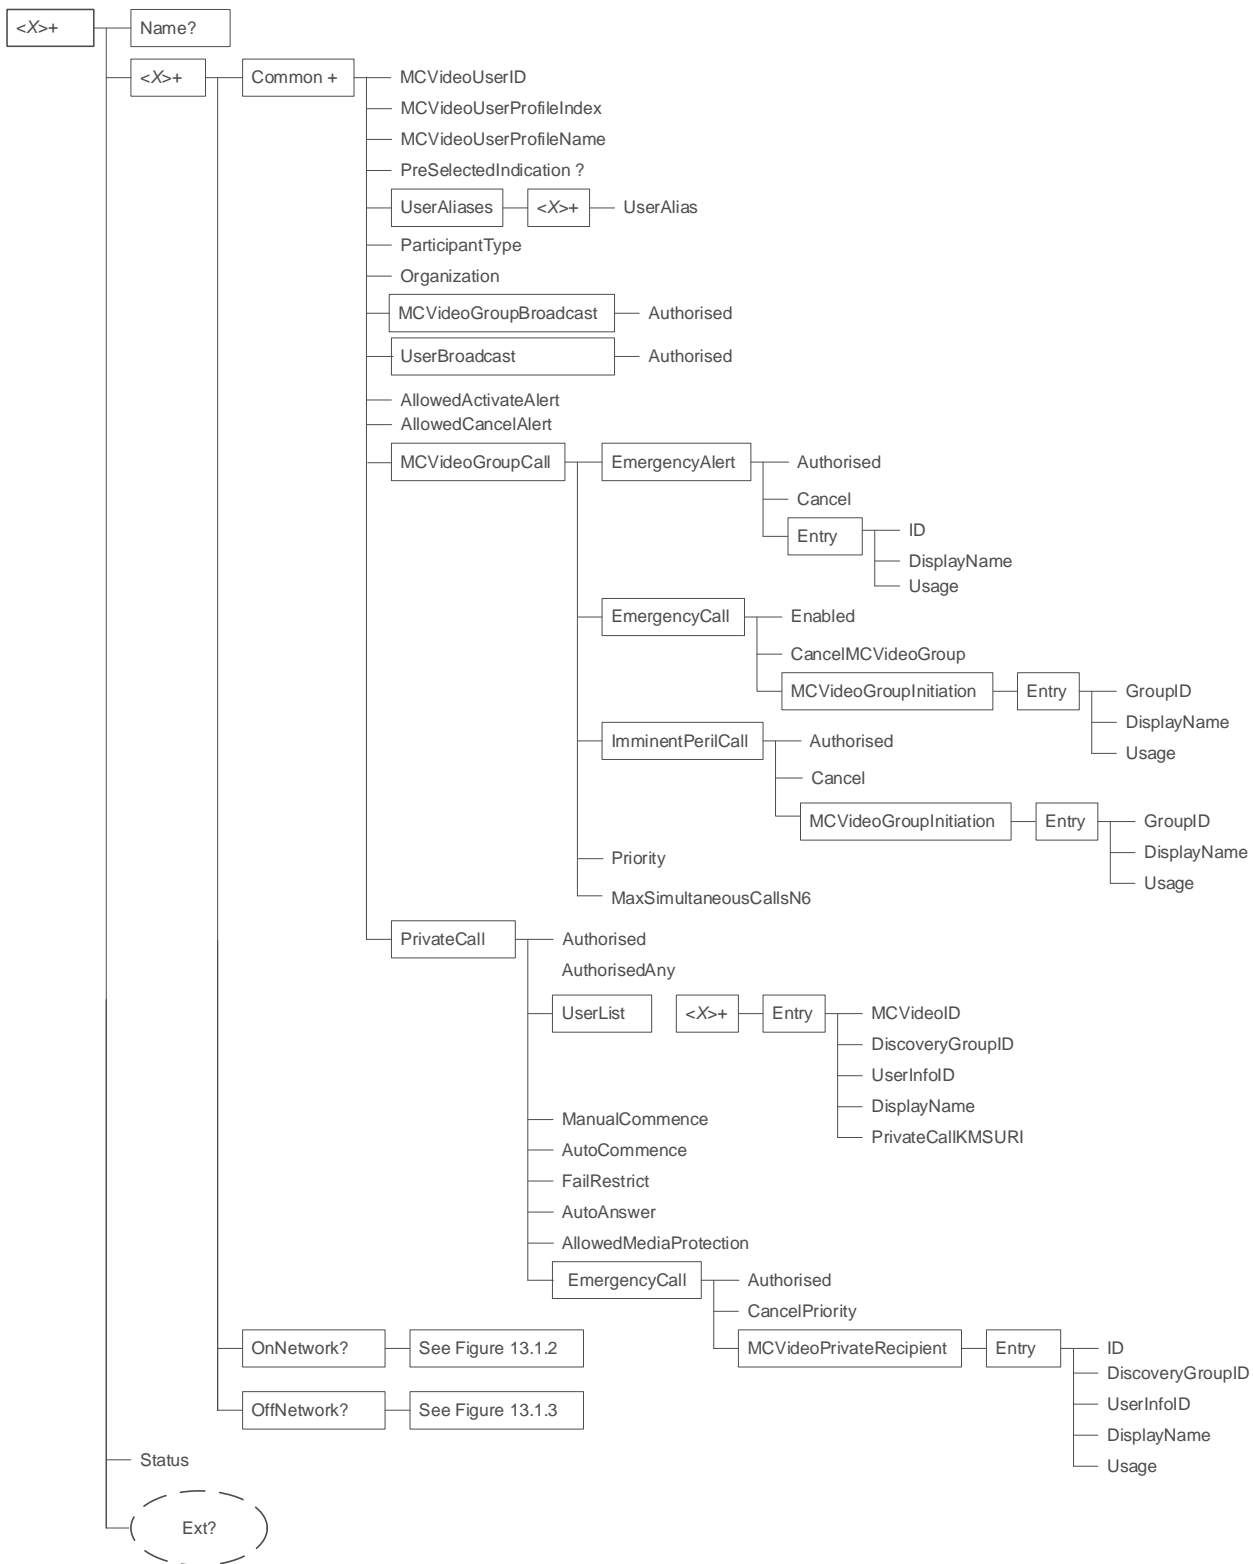 <X>+
Name?
<X>+
Common +
MCVideoUserID
MCVideoUserProfileIndex
MCVideoUserProfileName
PreSelectedIndication ?
UserAliases
<X>+
UserAlias
ParticipantType
Organization
MCVideoGroupBroadcast
Authorised
UserBroadcast
Authorised
AllowedActivateAlert
AllowedCancelAlert
MCVideoGroupCall
EmergencyAlert
Authorised
Cancel
Entry
ID
DisplayName
Usage
EmergencyCall
Enabled
CancelMCVideoGroup
MCVideoGroupInitiation
Entry
GroupID
DisplayName
Usage
ImminentPerilCall
Authorised
Cancel
MCVideoGroupInitiation
Entry
GroupID
DisplayName
Usage
Priority
MaxSimultaneousCallsN6
PrivateCall
Authorised
AuthorisedAny
UserList
<X>+
Entry
MCVideoID
DiscoveryGroupID
UserInfoID
DisplayName
PrivateCallKMSURI
ManualCommence
AutoCommence
FailRestrict
AutoAnswer
AllowedMediaProtection
EmergencyCall
Authorised
CancelPriority
MCVideoPrivateRecipient
Entry
ID
DiscoveryGroupID
UserInfoID
DisplayName
Usage
OnNetwork?
See Figure 13.1.2
OffNetwork?
See Figure 13.1.3
Status
Ext?